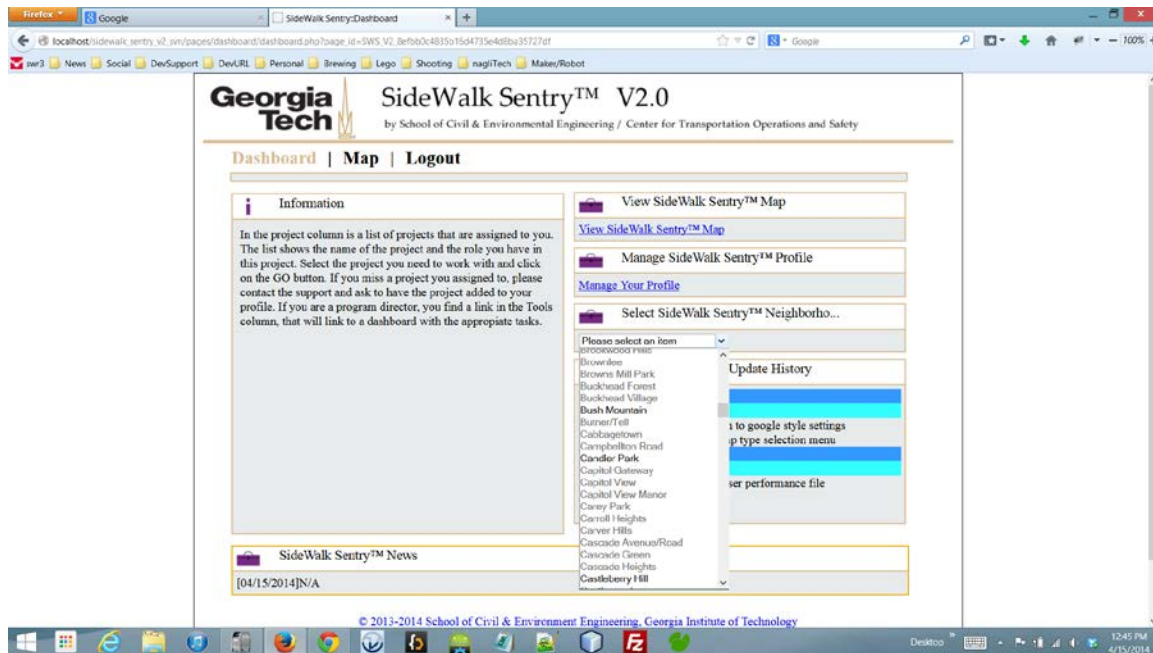 Firefox
Google
SideWalk Sentry:Dashboard
localhost/sidewalk_sentry_v2_svn/pages/dashboard/dashboard.php?page_id=SWS_V2_
Google
100%
News Social DevSupport DevURL Personal Brewing Lego Shooting nagliTech Maker/Robot
Georgia
Tech
SideWalk Sentry™ V2.0
by School of Civil & Environmental Engineering / Center for Transportation Operations and Safety
Dashboard | Map | Logout
Information
In the project column is a list of projects that are assigned to you.
The list shows the name of the project and the role you have in
this project. Select the project you need to work with and click
on the GO button. If you miss a project you assigned to, please
contact the support and ask to have the project added to your
profile. If you are a program director, you find a link in the Tools
column, that will link to a dashboard with the appropiate tasks.
View SideWalk Sentry™ Map
View SideWalk Sentry™ Map
Manage SideWalk Sentry™ Profile
Manage Your Profile
Select SideWalk Sentry™ Neighborho...
Please select an item
Brookwood Hills
Brownlee
Browns Mill Park
Buckhead Forest
Buckhead Village
Bush Mountain
Burner/Tell
Cabbagetown
Campbellton Road
Candler Park
Capitol Gateway
Capitol View
Capitol View Manor
Carey Park
Carroll Heights
Carver Hills
Cascade Avenue/Road
Cascade Green
Cascade Heights
Castleberry Hill
Update History
to google style settings
type selection menu
performance file
SideWalk Sentry™ News
[04/15/2014]N/A
© 2013-2014 School of Civil & Environment Engineering, Georgia Institute of Technology
Desktop
12:45 PM
4/15/2014